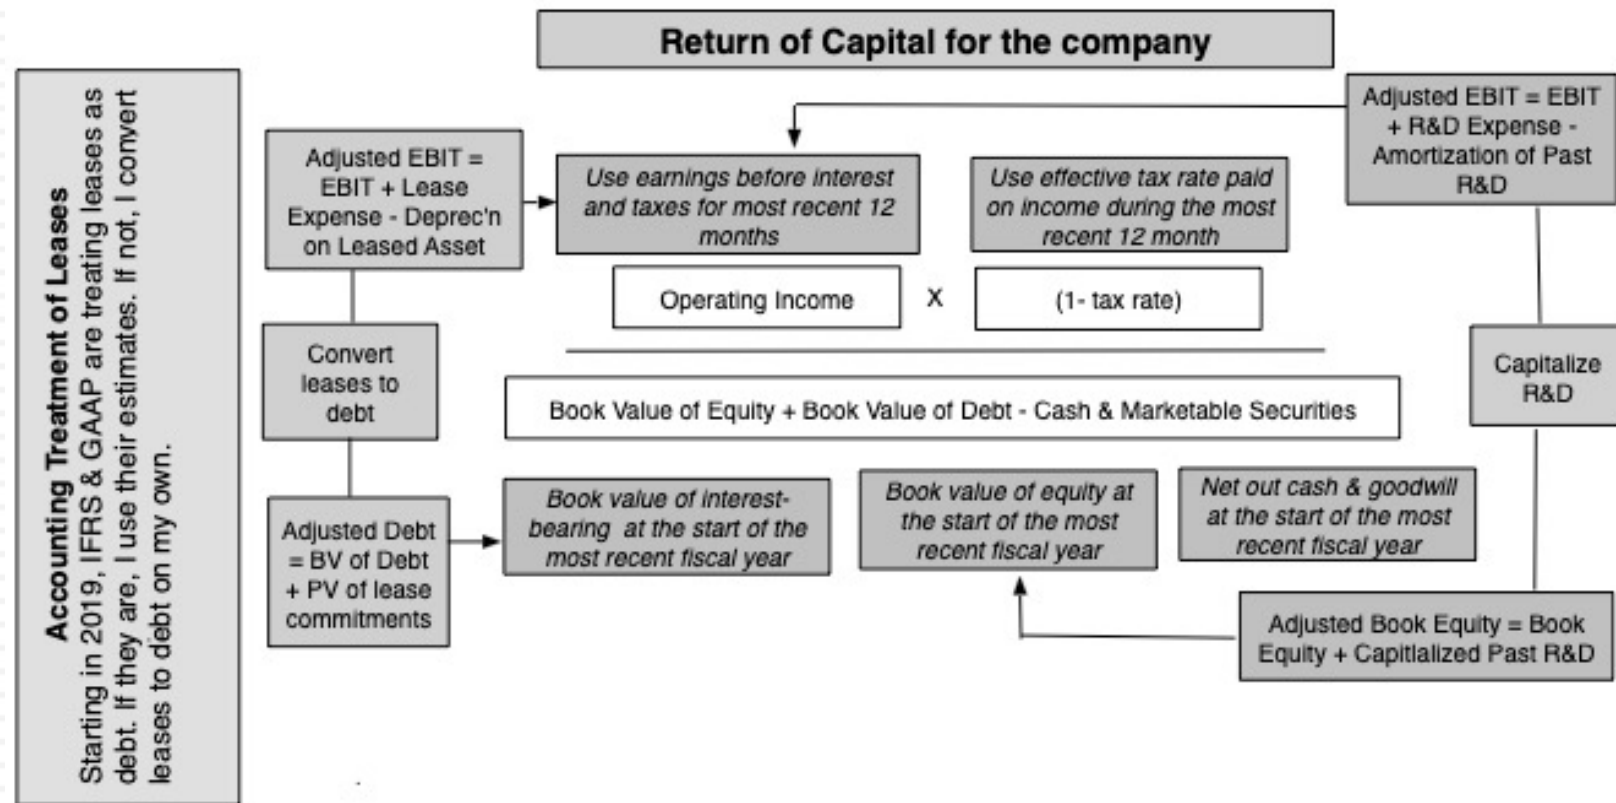 Return of Capital for the company
Accounting Treatment of Leases
Starting in 2019, IFRS & GAAP are treating leases as
debt. If they are, I use their estimates. If not, I convert
leases to debt on my own.
Adjusted EBIT =
EBIT + Lease
Expense - Deprec'n
on Leased Asset
Use earnings before interest
and taxes for most recent 12
months
Use effective tax rate paid
on income during the most
recent 12 month
Adjusted EBIT = EBIT
+ R&D Expense -
Amortization of Past
R&D
Operating Income
X
(1- tax rate)
Convert
leases to
debt
Book Value of Equity + Book Value of Debt - Cash & Marketable Securities
Capitalize
R&D
Adjusted Debt
= BV of Debt
+ PV of lease
commitments
Book value of interest-
bearing at the start of the
most recent fiscal year
Book value of equity at
the start of the most
recent fiscal year
Net out cash & goodwill
at the start of the most
recent fiscal year
Adjusted Book Equity = Book
Equity + Capitlalized Past R&D